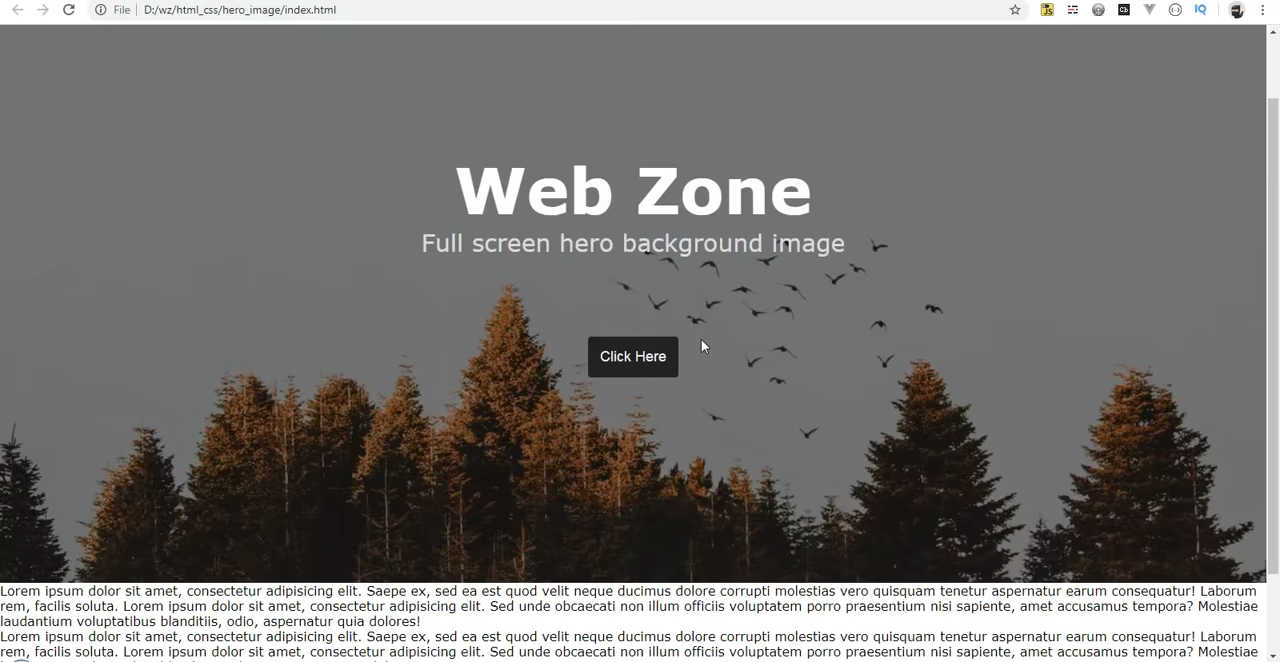 File
D:/wz/html_css/hero_image/index.html
JS
Cb
IQ
Web Zone
Full screen hero background image
Click Here
Lorem ipsum dolor sit amet, consectetur adipisicing elit. Saepe ex, sed ea est quod velit neque ducimus dolore corrupti molestias vero quisquam tenetur aspernatur earum consequatur! Laborum
rem, facilis soluta. Lorem ipsum dolor sit amet, consectetur adipisicing elit. Sed unde obcaecati non illum officiis voluptatem porro praesentium nisi sapiente, amet accusamus tempora? Molestiae
laudantium voluptatibus blanditiis, odio, aspernatur quia dolores!
Lorem ipsum dolor sit amet, consectetur adipisicing elit. Saepe ex, sed ea est quod velit neque ducimus dolore corrupti molestias vero quisquam tenetur aspernatur earum consequatur! Laborum
rem, facilis soluta. Lorem ipsum dolor sit amet, consectetur adipisicing elit. Sed unde obcaecati non illum officiis voluptatem porro praesentium nisi sapiente, amet accusamus tempora? Molestiae